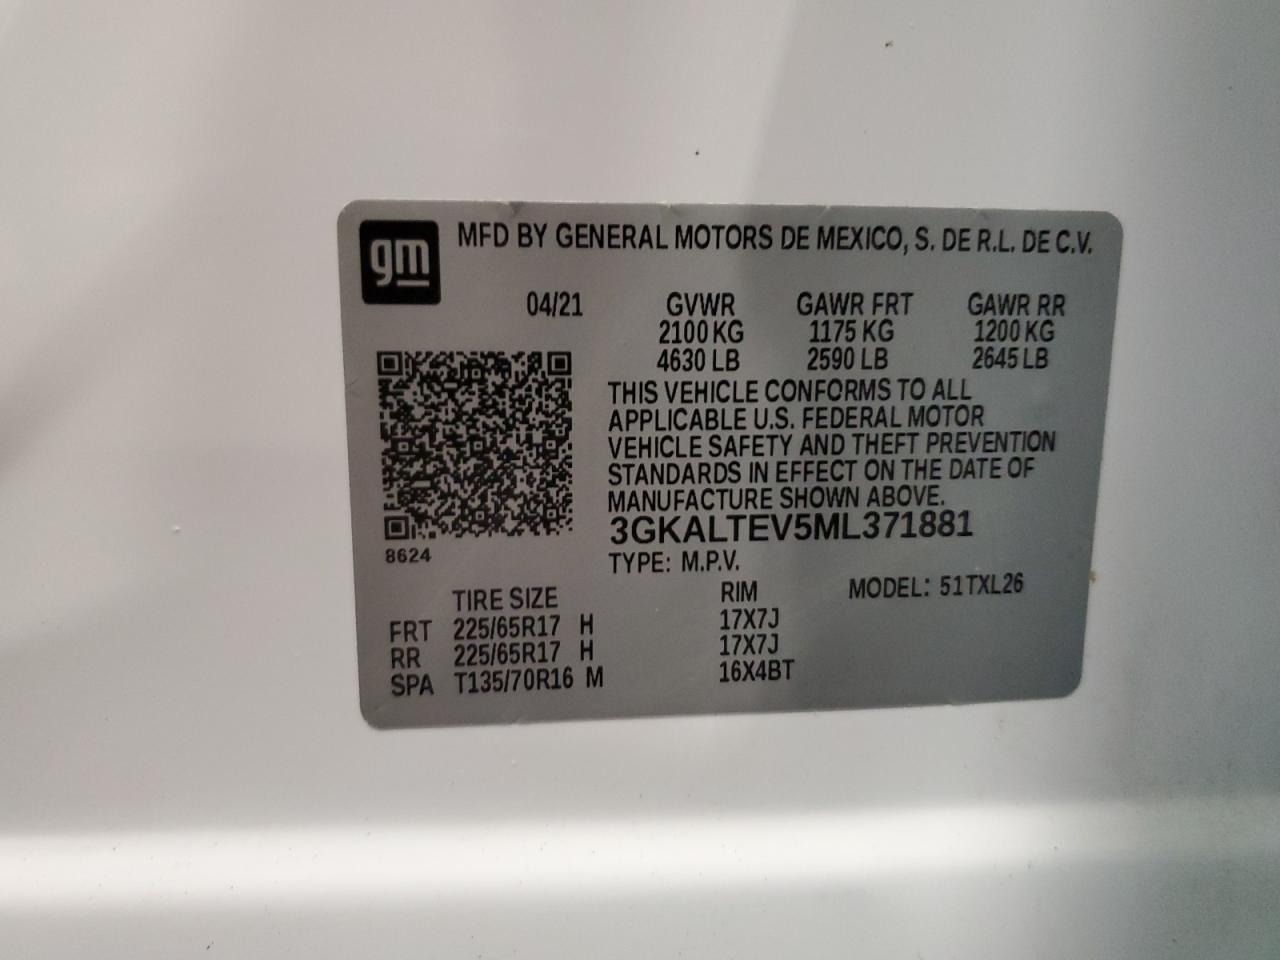 gm MFD BY GENERAL MOTORS DE MEXICO, S. DE R.L. DE C.V.
04/21 GVWR GAWR FRT GAWR RR
2100 KG 1175 KG 1200 KG
4630 LB 2590 LB 2645 LB
THIS VEHICLE CONFORMS TO ALL
APPLICABLE U.S. FEDERAL MOTOR
VEHICLE SAFETY AND THEFT PREVENTION
STANDARDS IN EFFECT ON THE DATE OF
MANUFACTURE SHOWN ABOVE.
3GKALTEV5ML371881
8624
TYPE: M.P.V.
TIRE SIZE RIM MODEL: 51TXL26
FRT 225/65R17 H 17X7J
RR 225/65R17 H 17X7J
SPA T135/70R16 M 16X4BT